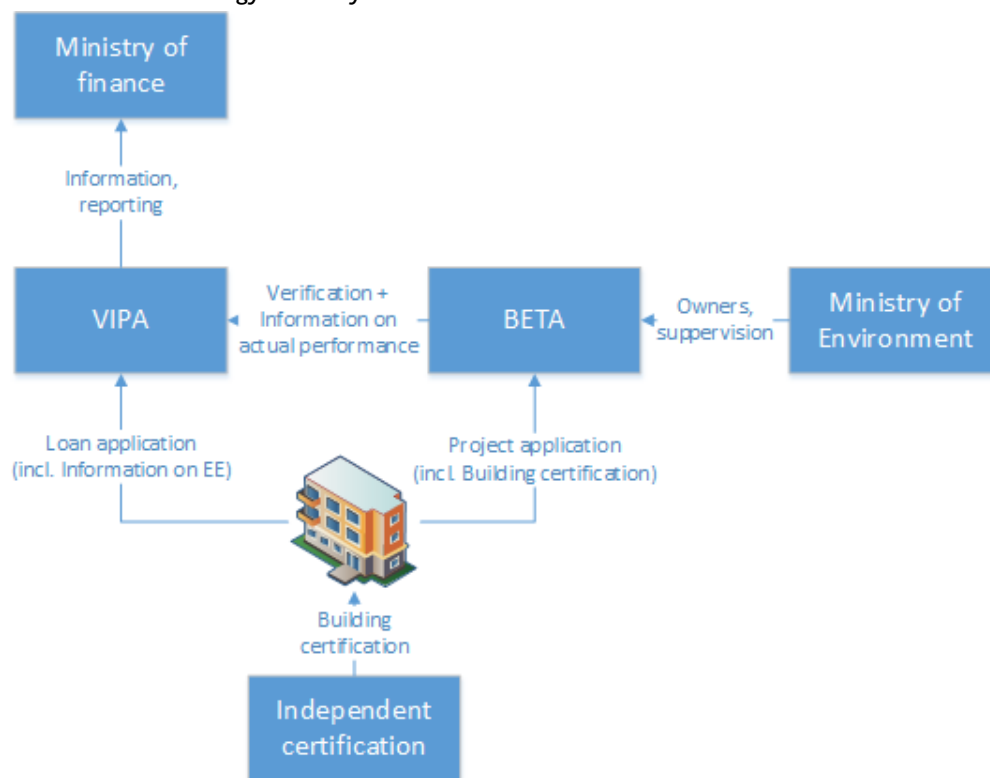 Ministry of
finance
Information,
reporting
VIPA
Verification +
Information on
actual performance
BETA
Owners,
suppervision
Ministry of
Environment
Loan application
(incl. Information on EE)
Project application
(incl. Building certification)
Building
certification
Independent
certification